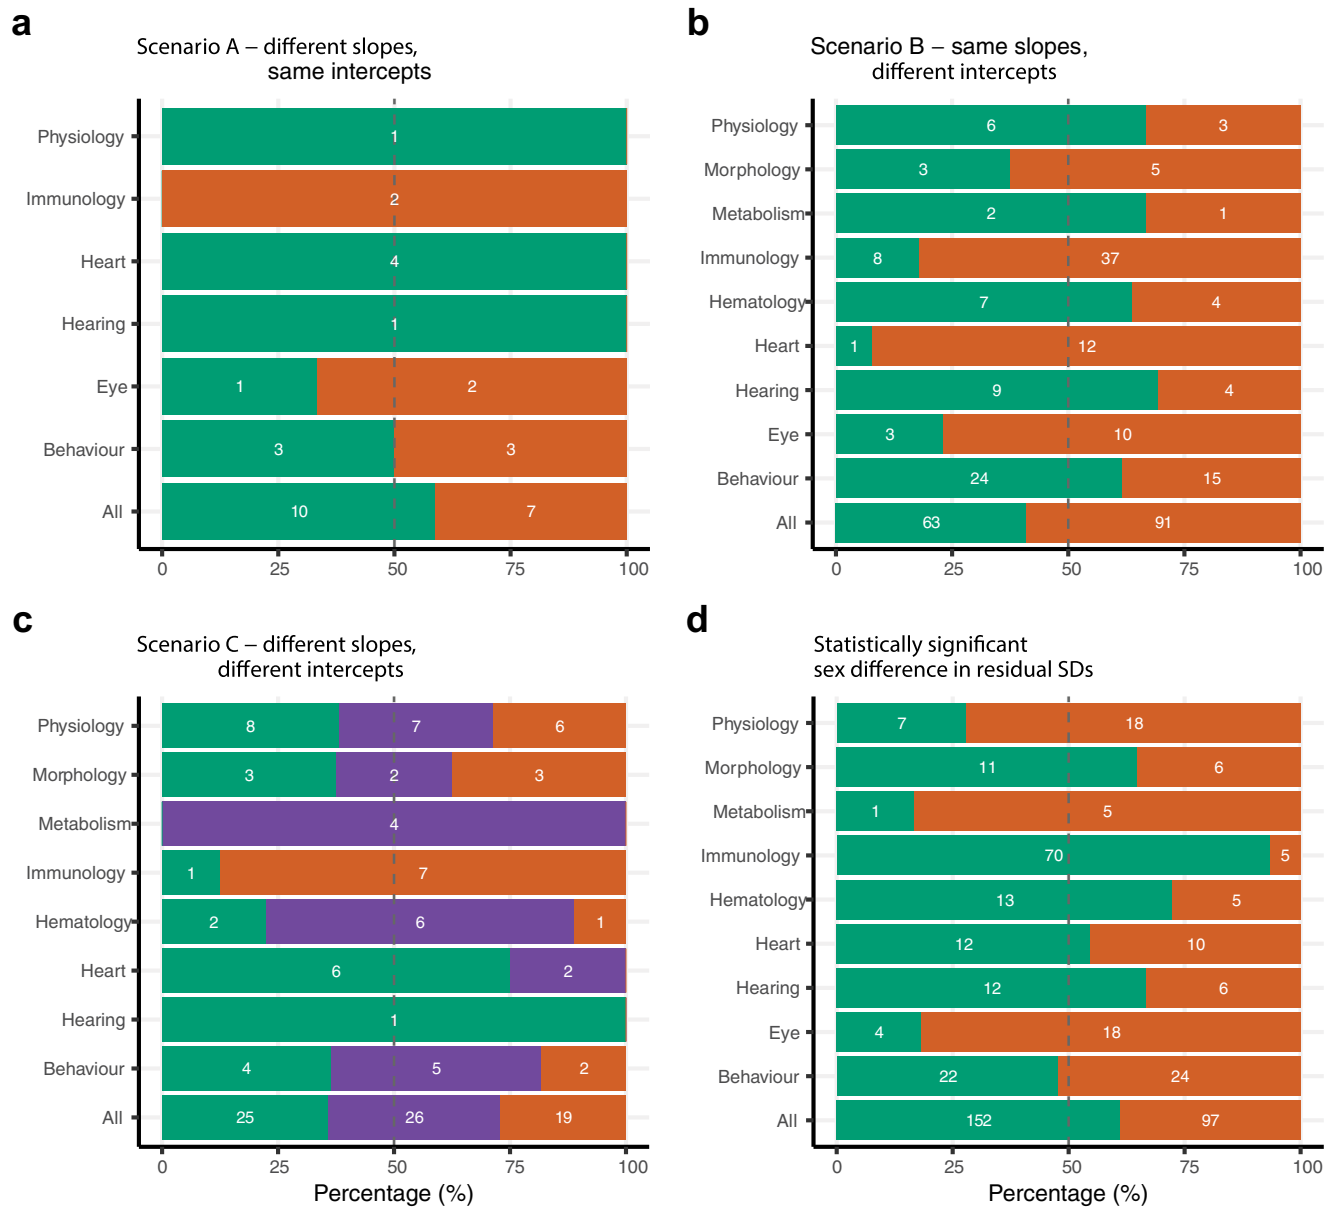 a
Scenario A – different slopes,
same intercepts
Physiology
1
Immunology
2
Heart
4
Hearing
1
Eye
1 2
Behaviour
3 3
All
10 7
0 25 50 75 100
b
Scenario B – same slopes,
different intercepts
Physiology
6 3
Morphology
3 5
Metabolism
2 1
Immunology
8 37
Hematology
7 4
Heart
1 12
Hearing
9 4
Eye
3 10
Behaviour
24 15
All
63 91
0 25 50 75 100
c
Scenario C – different slopes,
different intercepts
Physiology
8 7 6
Morphology
3 2 3
Metabolism
4
Immunology
1 7
Hematology
2 6 1
Heart
6 2
Hearing
1
Behaviour
4 5 2
All
25 26 19
0 25 50 75 100
Percentage (%)
d
Statistically significant
sex difference in residual SDs
Physiology
7 18
Morphology
11 6
Metabolism
1 5
Immunology
70 5
Hematology
13 5
Heart
12 10
Hearing
12 6
Eye
4 18
Behaviour
22 24
All
152 97
0 25 50 75 100
Percentage (%)